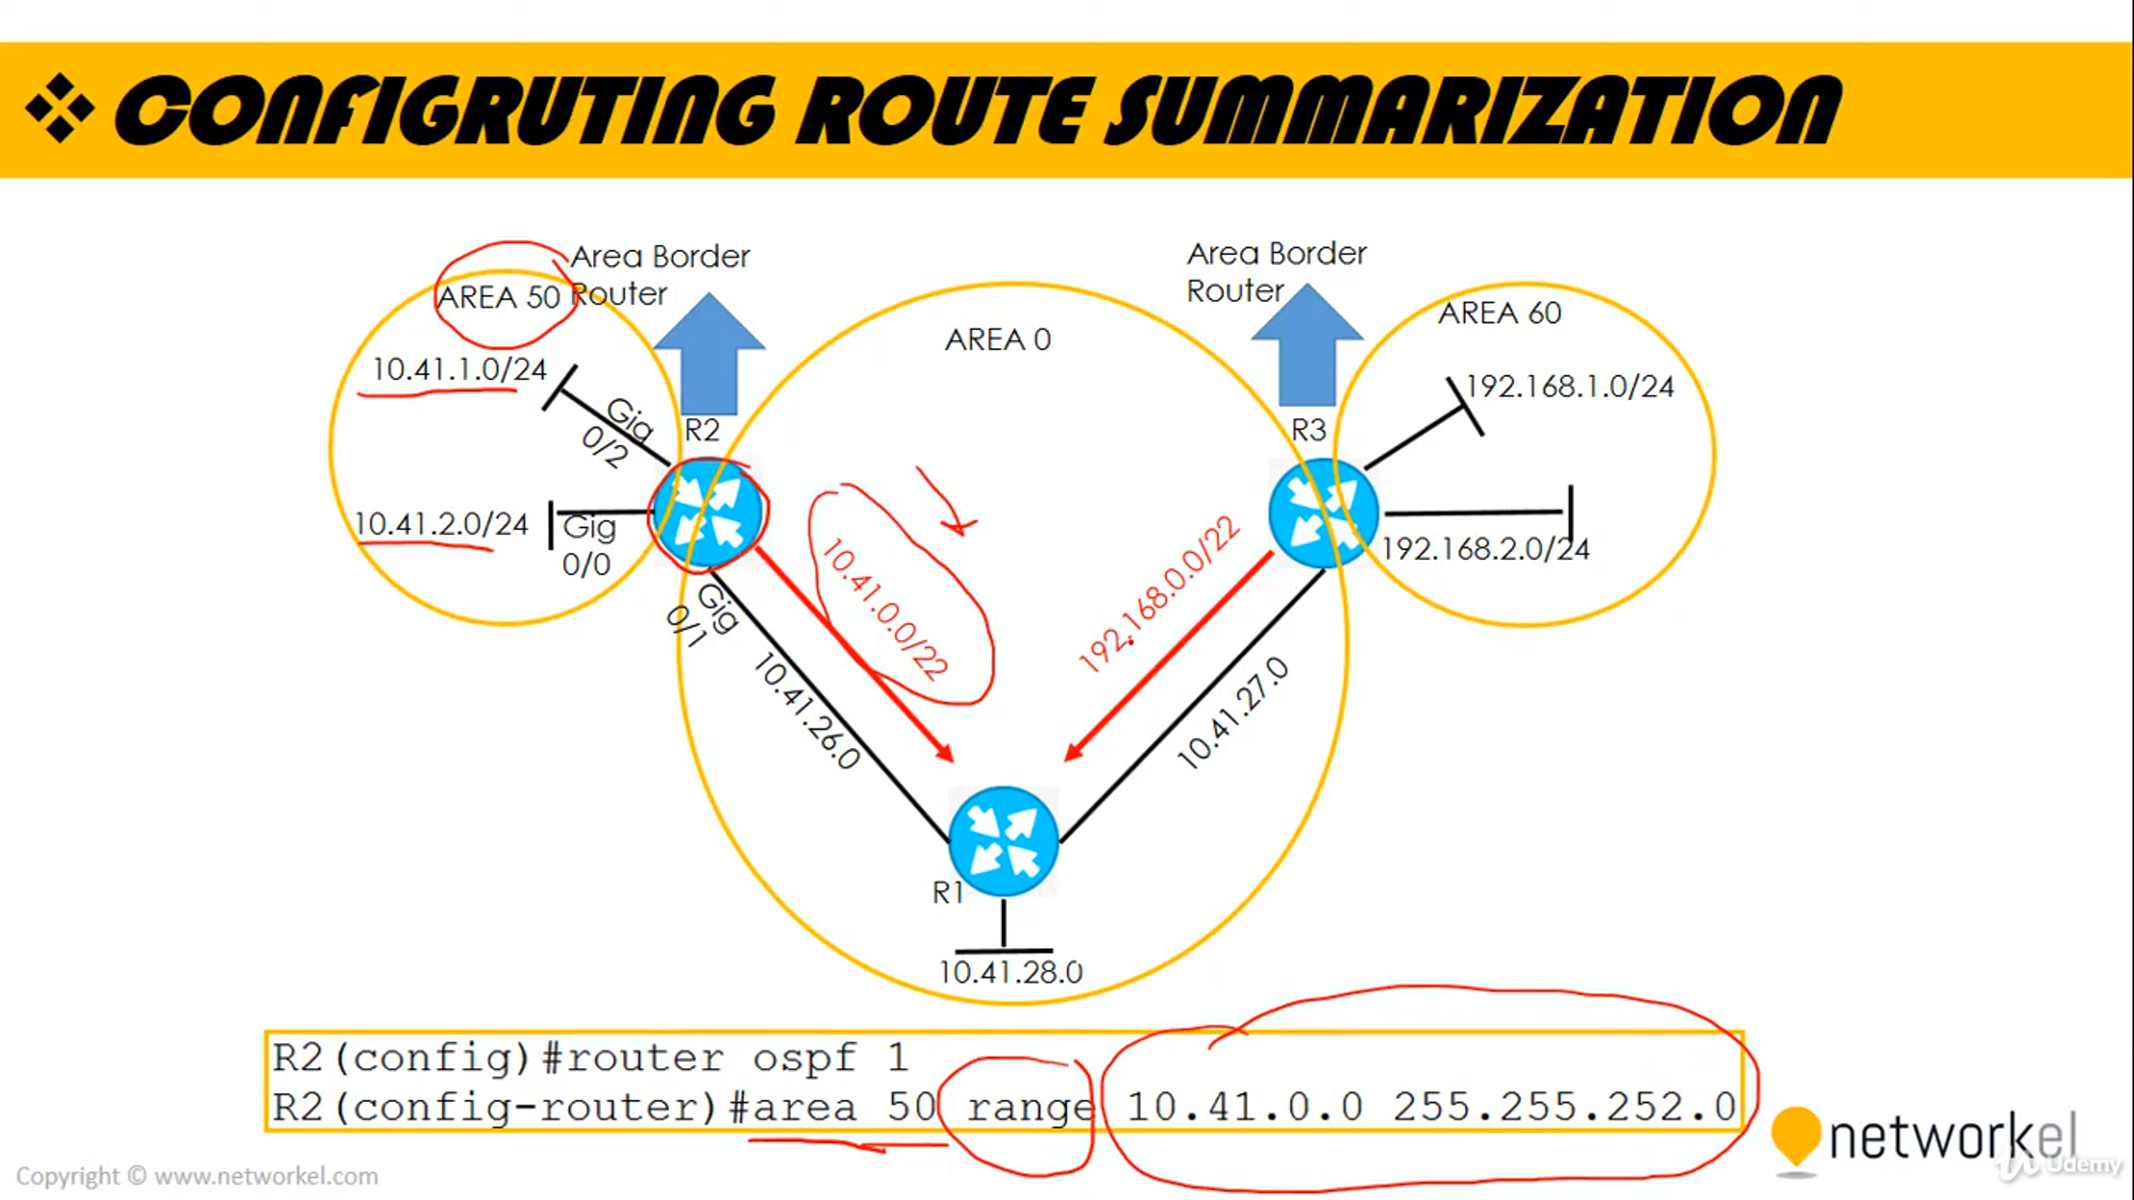 ❖ CONFIGRUTING ROUTE SUMMARIZATION
Area Border
Router
Area Border
Router
AREA 50
AREA 0
AREA 60
10.41.1.0/24
192.168.1.0/24
Gig
0/2
R2
R3
10.41.2.0/24
Gig
0/0
192.168.2.0/24
10.41.0.0/22
192.168.0.0/22
Gig
0/1
10.41.26.0
10.41.27.0
R1
10.41.28.0
R2(config)#router ospf 1
R2(config-router)#area 50 range 10.41.0.0 255.255.252.0
networkel
Udemy
Copyright © www.networkel.com